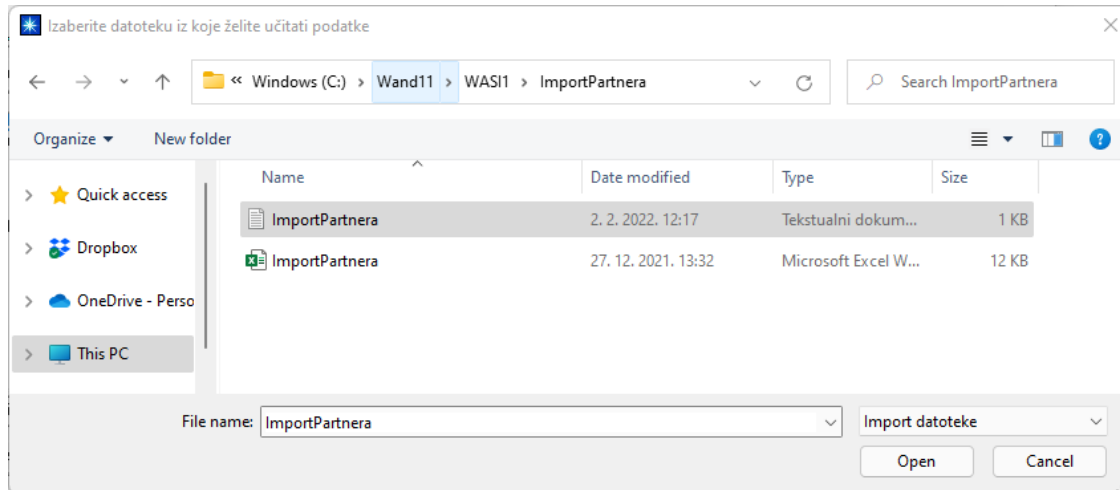 Izaberite datoteku iz koje želite učitati podatke
« Windows (C:) > Wand11 > WASI1 > ImportPartnera
Search ImportPartnera
Organize
New folder
Name
Date modified
Type
Size
Quick access
Dropbox
OneDrive - Perso
This PC
ImportPartnera
2. 2. 2022. 12:17
Tekstualni dokum...
1 KB
ImportPartnera
27. 12. 2021. 13:32
Microsoft Excel W...
12 KB
File name:
ImportPartnera
Import datoteke
Open
Cancel